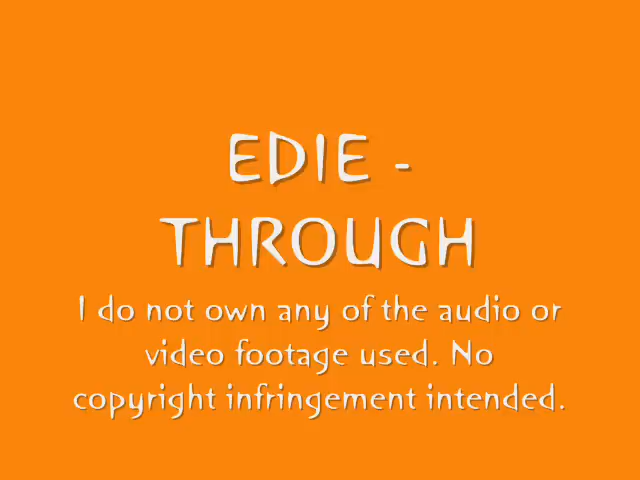 EDIE -
THROUGH
I do not own any of the audio or
video footage used. No
copyright infringement intended.